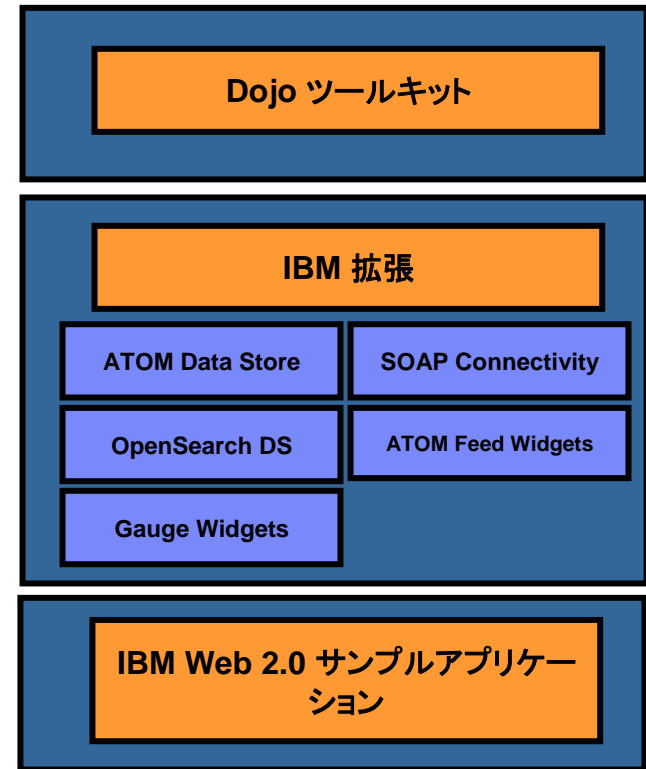 Dojo ツールキット
IBM 拡張
ATOM Data Store
SOAP Connectivity
OpenSearch DS
ATOM Feed Widgets
Gauge Widgets
IBM Web 2.0 サンプルアプリケー
ション